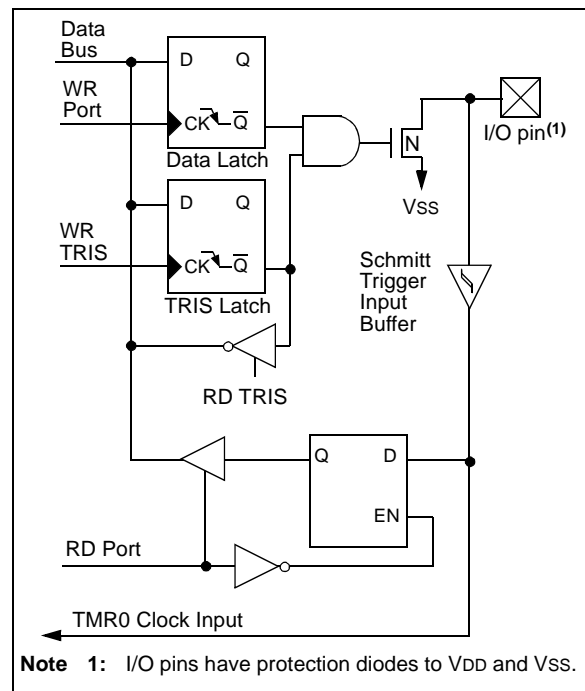 Data
Bus
D Q
WR
Port
CK Q̅
Data Latch
N
I/O pin(1)
VSS
D Q
WR
TRIS
CK Q̅
TRIS Latch
Schmitt
Trigger
Input
Buffer
RD TRIS
Q D
EN
RD Port
TMR0 Clock Input
Note 1: I/O pins have protection diodes to VDD and VSS.